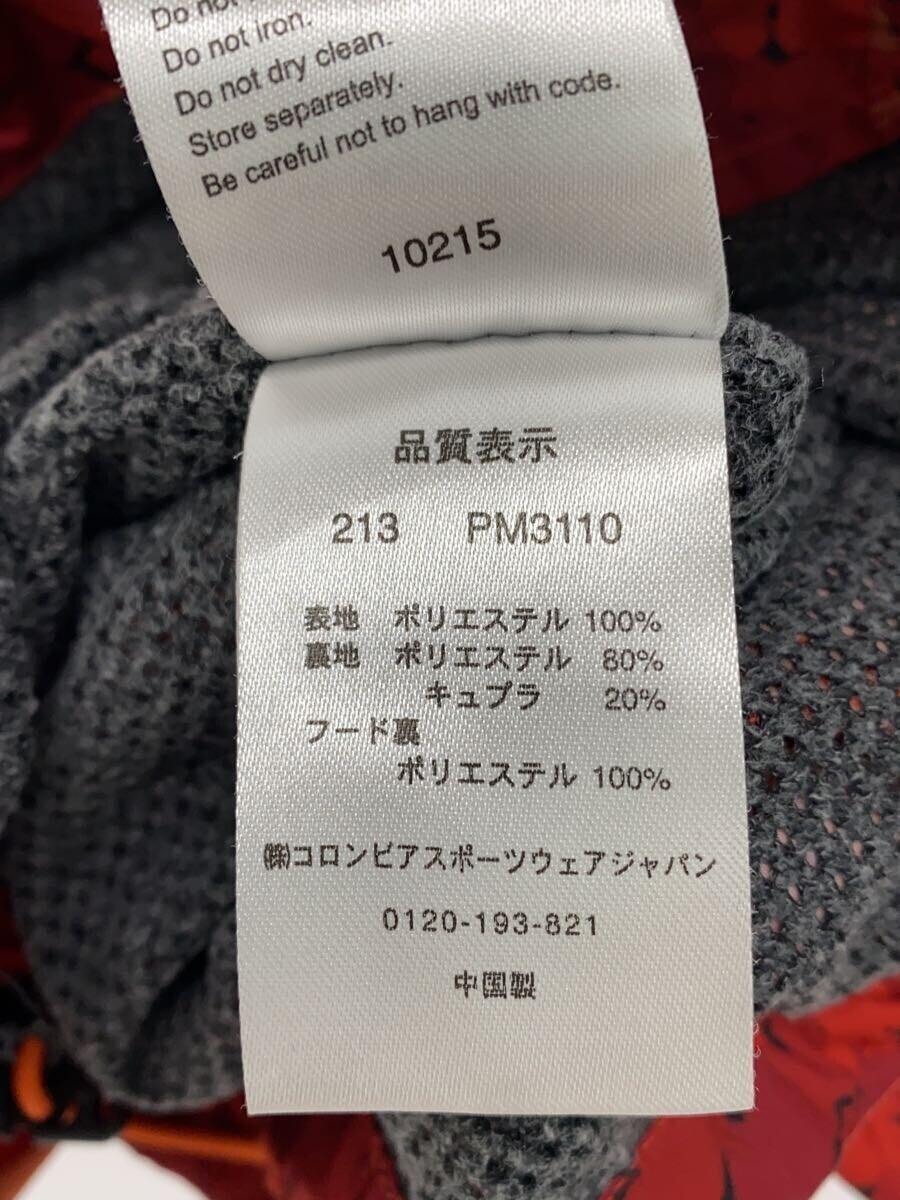 Do not
Do not iron.
Do not dry clean.
Store separately.
Be careful not to hang with code.
10215
品質表示
213 PM3110
表地 ポリエステル 100%
裏地 ポリエステル 80%
キュプラ 20%
フード裏
ポリエステル 100%
㈱コロンビアスポーツウェアジャパン
0120-193-821
中国製